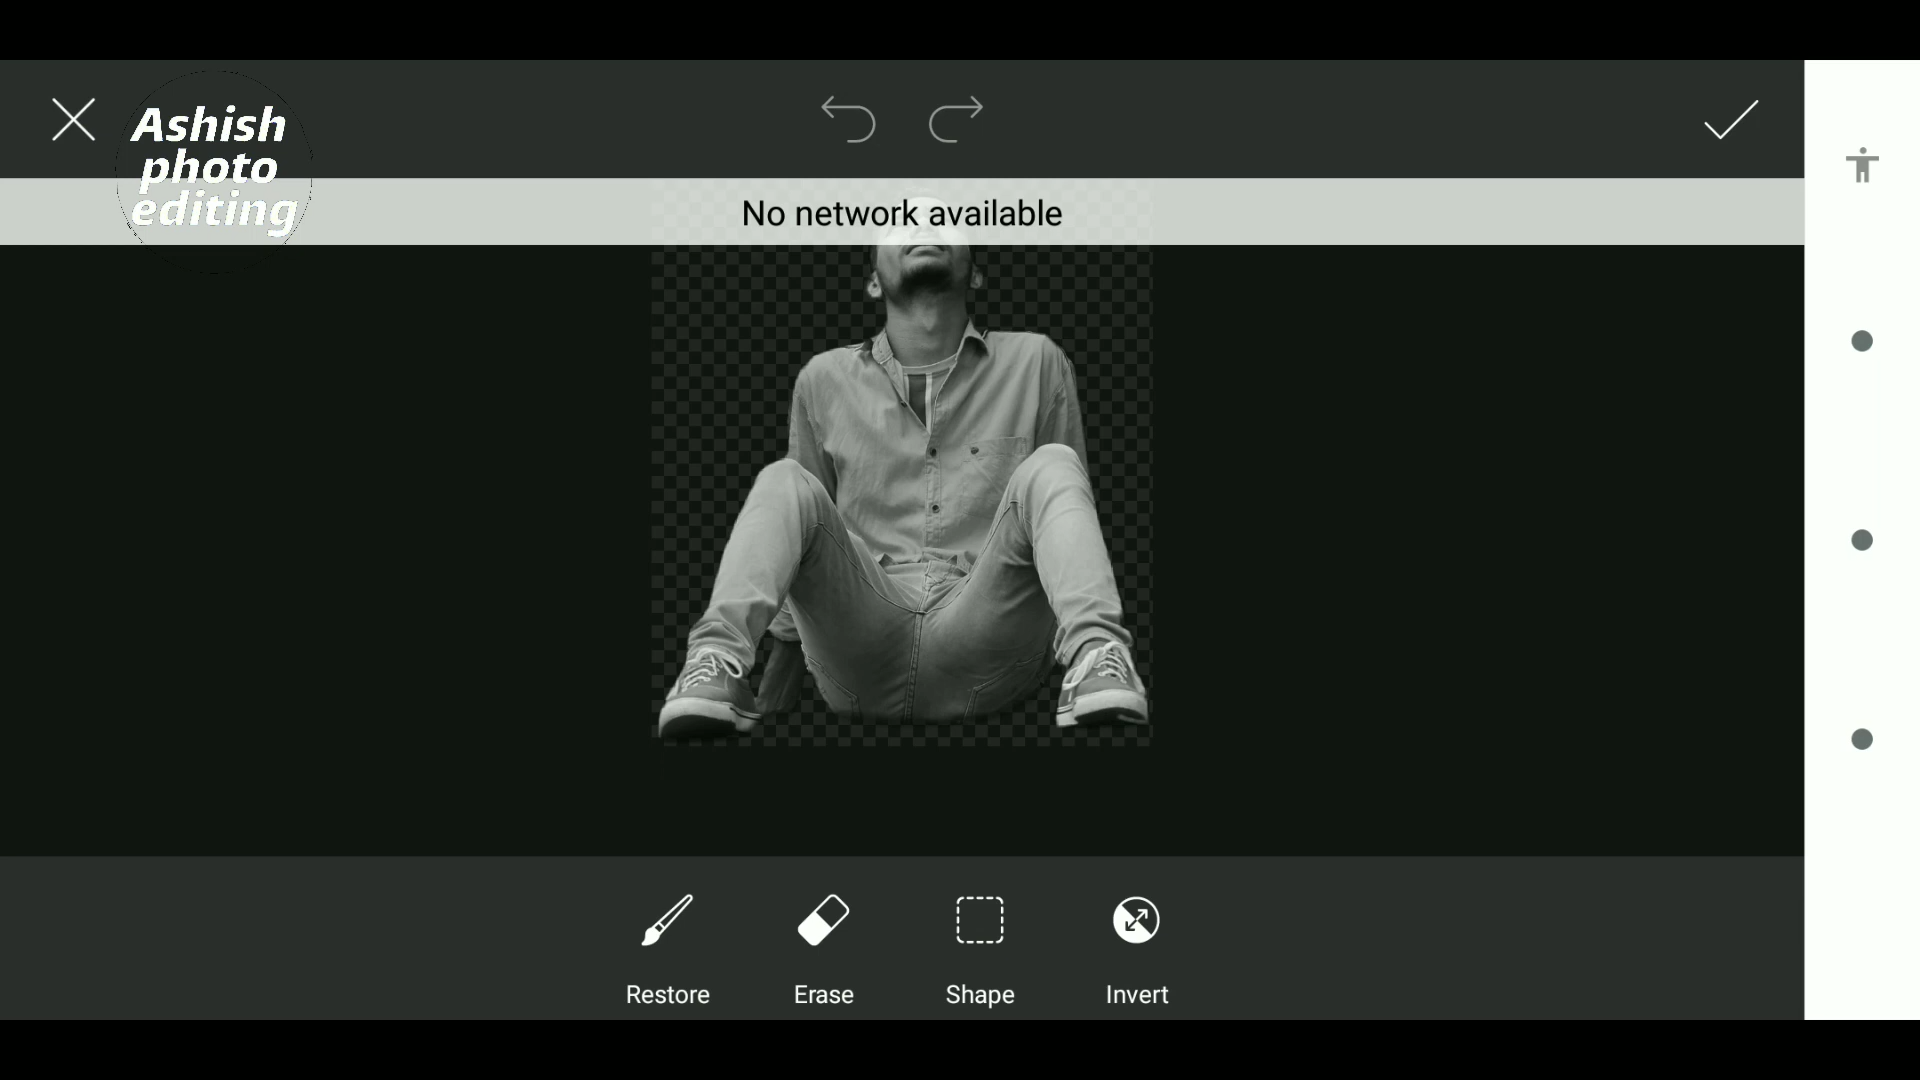 Ashish
photo
editing
No network available
Restore
Erase
Shape
Invert